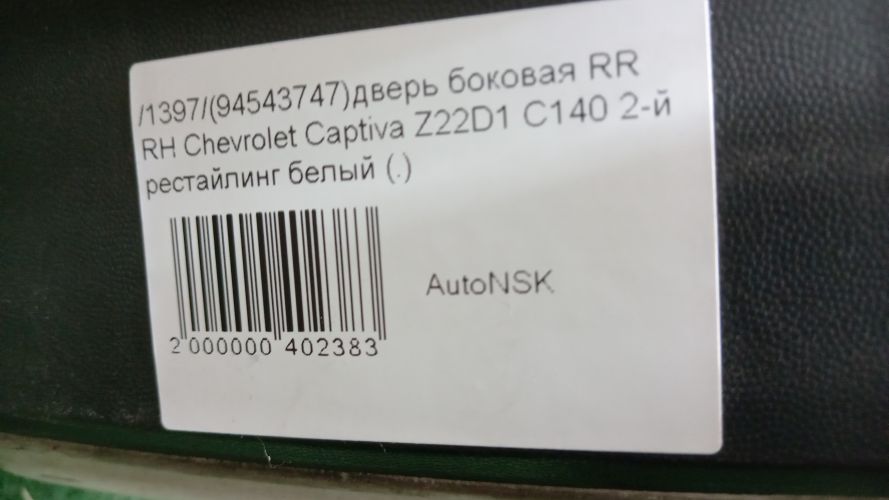 /1397/(94543747)дверь боковая RR
RH Chevrolet Captiva Z22D1 C140 2-й
рестайлинг белый (.)
AutoNSK
2 000000 402383